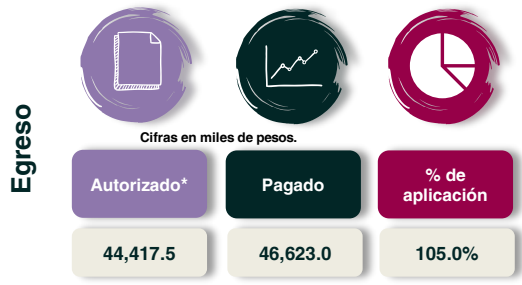 Egreso
Cifras en miles de pesos.
Autorizado*
Pagado
% de
aplicación
44,417.5
46,623.0
105.0%